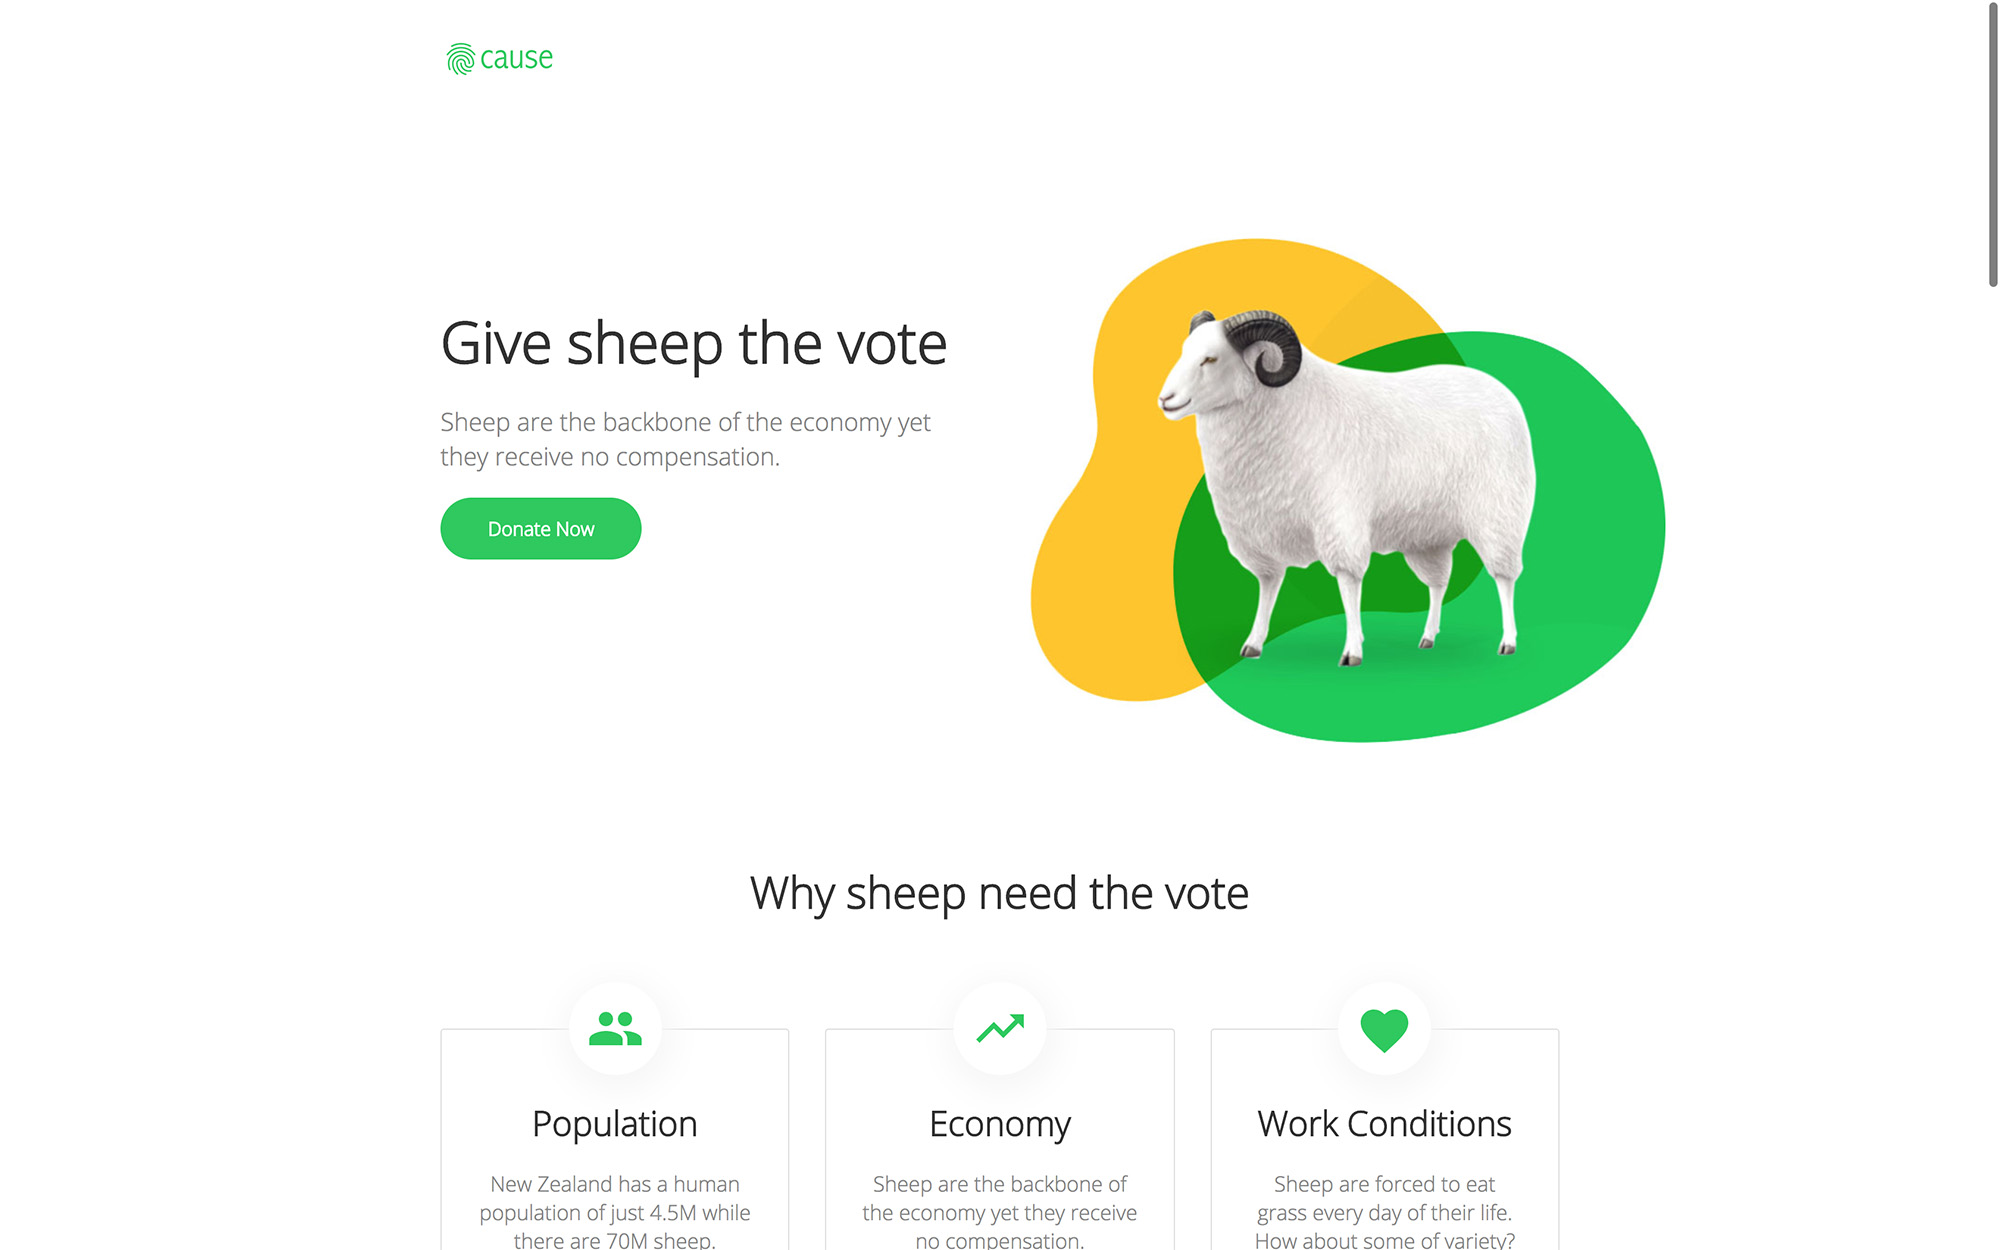 cause
Give sheep the vote
Sheep are the backbone of the economy yet
they receive no compensation.
Donate Now
Why sheep need the vote
Population
New Zealand has a human
population of just 4.5M while
there are 70M sheep.
Economy
Sheep are the backbone of
the economy yet they receive
no compensation.
Work Conditions
Sheep are forced to eat
grass every day of their life.
How about some of variety?